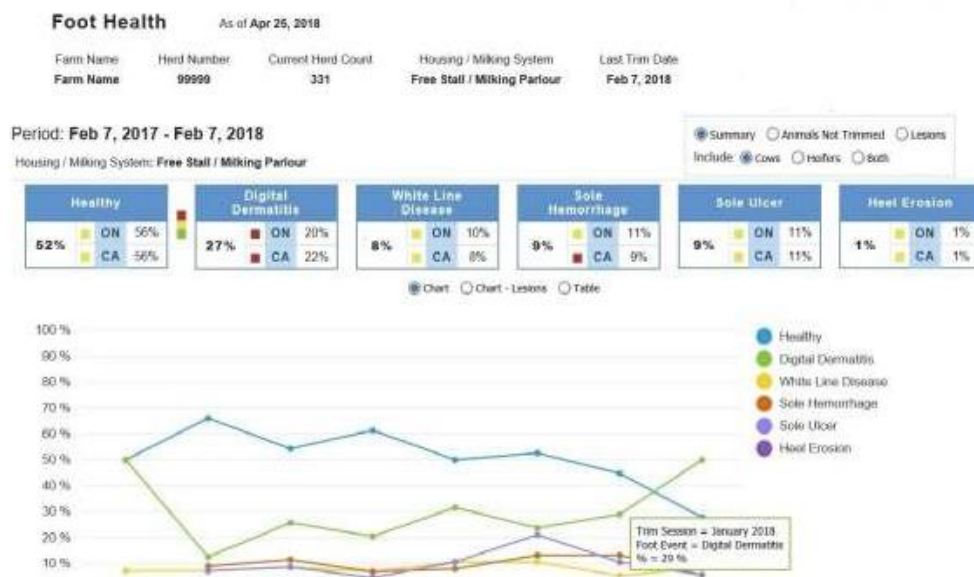 Foot Health As of Apr 25, 2018
Farm Name Herd Number Current Herd Count Housing / Milking System Last Trim Date
Farm Name 99999 331 Free Stall / Milking Parlour Feb 7, 2018
Period: Feb 7, 2017 - Feb 7, 2018
Summary Animals Not Trimmed Lesions
Housing / Milking System: Free Stall / Milking Parlour
Include Cows Heifers Both
Healthy
52% ON 56%
CA 56%
Digital
Dermatitis
27% ON 20%
CA 22%
White Line
Disease
8% ON 10%
CA 8%
Sole
Hemorrhage
9% ON 11%
CA 9%
Sole Ulcer
9% ON 11%
CA 11%
Heel Erosion
1% ON 1%
CA 1%
Chart Chart - Lesions Table
100 %
90 %
80 %
70 %
60 %
50 %
40 %
30 %
20 %
10 %
Healthy
Digital Dermatitis
White Line Disease
Sole Hemorrhage
Sole Ulcer
Heel Erosion
Trim Session = January 2018
Foot Event = Digital Dermatitis
% = 29 %